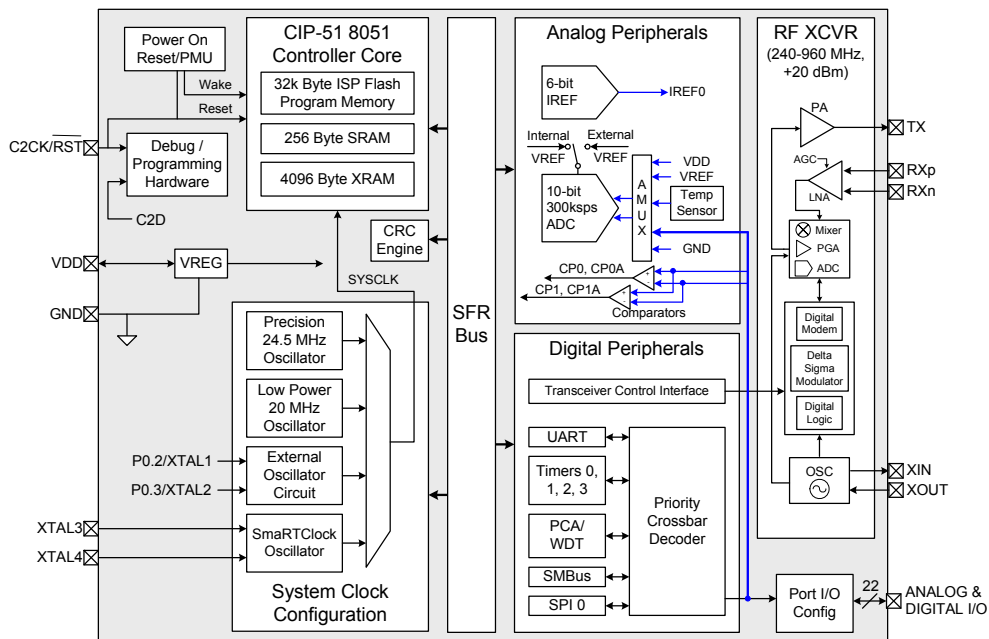 Power On
Reset/PMU
Wake
Reset
C2CK/RST
Debug /
Programming
Hardware
C2D
VDD
VREG
GND
CIP-51 8051
Controller Core
32k Byte ISP Flash
Program Memory
256 Byte SRAM
4096 Byte XRAM
CRC
Engine
SYSCLK
Precision
24.5 MHz
Oscillator
Low Power
20 MHz
Oscillator
P0.2/XTAL1
P0.3/XTAL2
External
Oscillator
Circuit
XTAL3
XTAL4
SmaRTClock
Oscillator
System Clock
Configuration
SFR
Bus
Analog Peripherals
6-bit
IREF
IREF0
Internal
VREF
External
VREF
10-bit
300ksps
ADC
A
M
U
X
VDD
VREF
Temp
Sensor
GND
CP0, CP0A
+
-
CP1, CP1A
+
-
Comparators
Digital Peripherals
Transceiver Control Interface
UART
Timers 0,
1, 2, 3
PCA/
WDT
SMBus
SPI 0
Priority
Crossbar
Decoder
RF XCVR
(240-960 MHz,
+20 dBm)
PA
TX
AGC
LNA
RXp
RXn
Mixer
PGA
ADC
Digital
Modem
Delta
Sigma
Modulator
Digital
Logic
OSC
XIN
XOUT
Port I/O
Config
22
ANALOG &
DIGITAL I/O